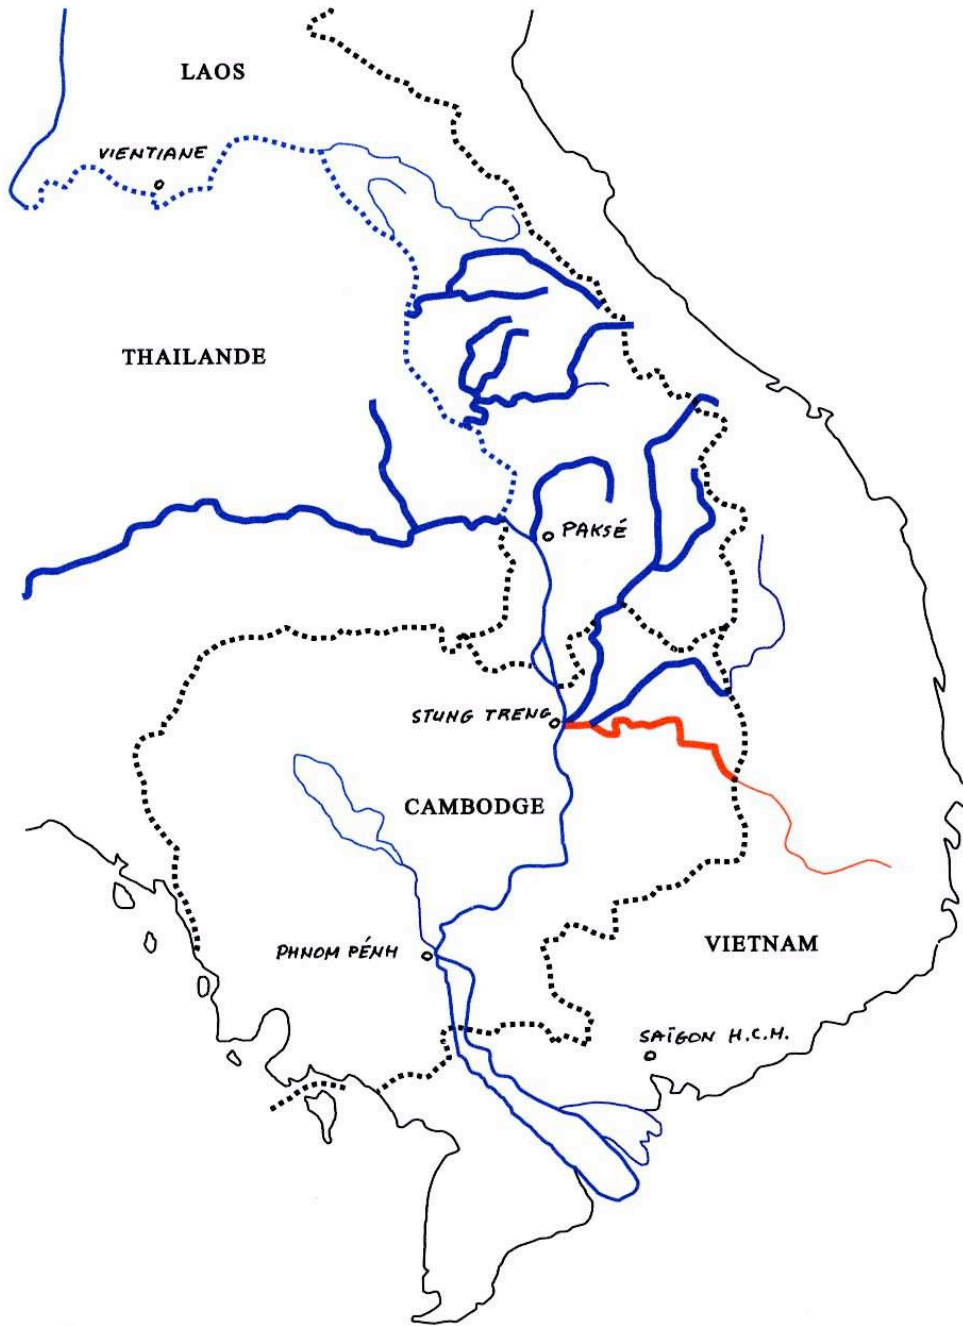 LAOS
VIENTIANE
THAILANDE
PAKSÉ
STUNG TRENG
CAMBODGE
PHNOM PÉNH
VIETNAM
SAÏGON H.C.M.